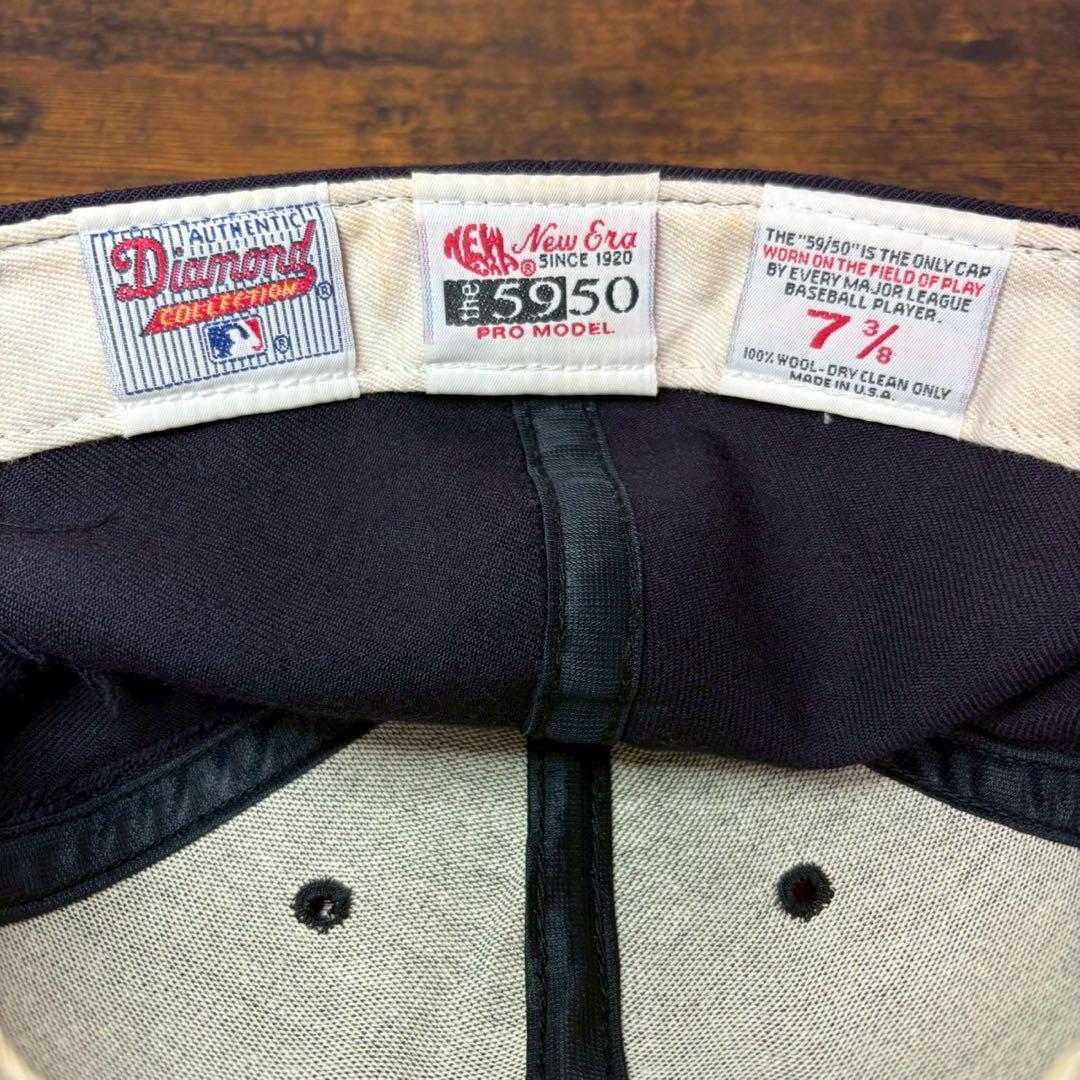 AUTHENTIC
Diamond
COLLECTION ®
®
NEW ERA ®
New Era
SINCE 1920
the 5950
PRO MODEL
THE "59/50" IS THE ONLY CAP
WORN ON THE FIELD OF PLAY
BY EVERY MAJOR LEAGUE
BASEBALL PLAYER.
7 3/8
100% WOOL - DRY CLEAN ONLY
MADE IN U.S.A.